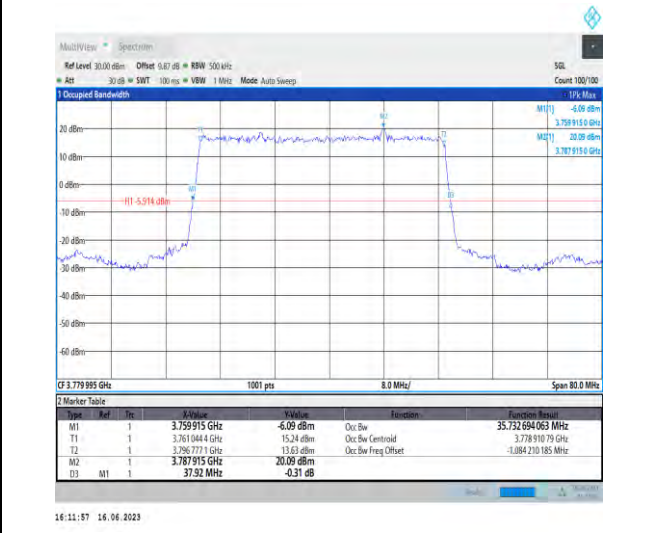 MultiView Spectrum
Ref Level 30.00 dBm Offset 9.87 dB RBW 500 kHz SGL
Att 30 dB SWT 100 ms VBW 1 MHz Mode Auto Sweep Count 100/100
1 Occupied Bandwidth 1Pk Max
M1[1] -6.09 dBm
3.759 915 0 GHz
M2[1] 20.09 dBm
3.787 915 0 GHz
M2
T1
T2
20 dBm
10 dBm
0 dBm
M1
D3
H1 -5.914 dBm
-10 dBm
-20 dBm
-30 dBm
-40 dBm
-50 dBm
-60 dBm
CF 3.779 995 GHz 1001 pts 8.0 MHz/ Span 80.0 MHz
2 Marker Table
Type Ref Trc X-Value Y-Value Function Function Result
M1 1 3.759 915 GHz -6.09 dBm Occ Bw 35.732 694 063 MHz
T1 1 3.761 044 4 GHz 15.24 dBm Occ Bw Centroid 3.778 910 79 GHz
T2 1 3.796 777 1 GHz 13.63 dBm Occ Bw Freq Offset -1.084 210 185 MHz
M2 1 3.787 915 GHz 20.09 dBm
D3 M1 1 37.92 MHz -0.31 dB
16:11:57 16.06.2023